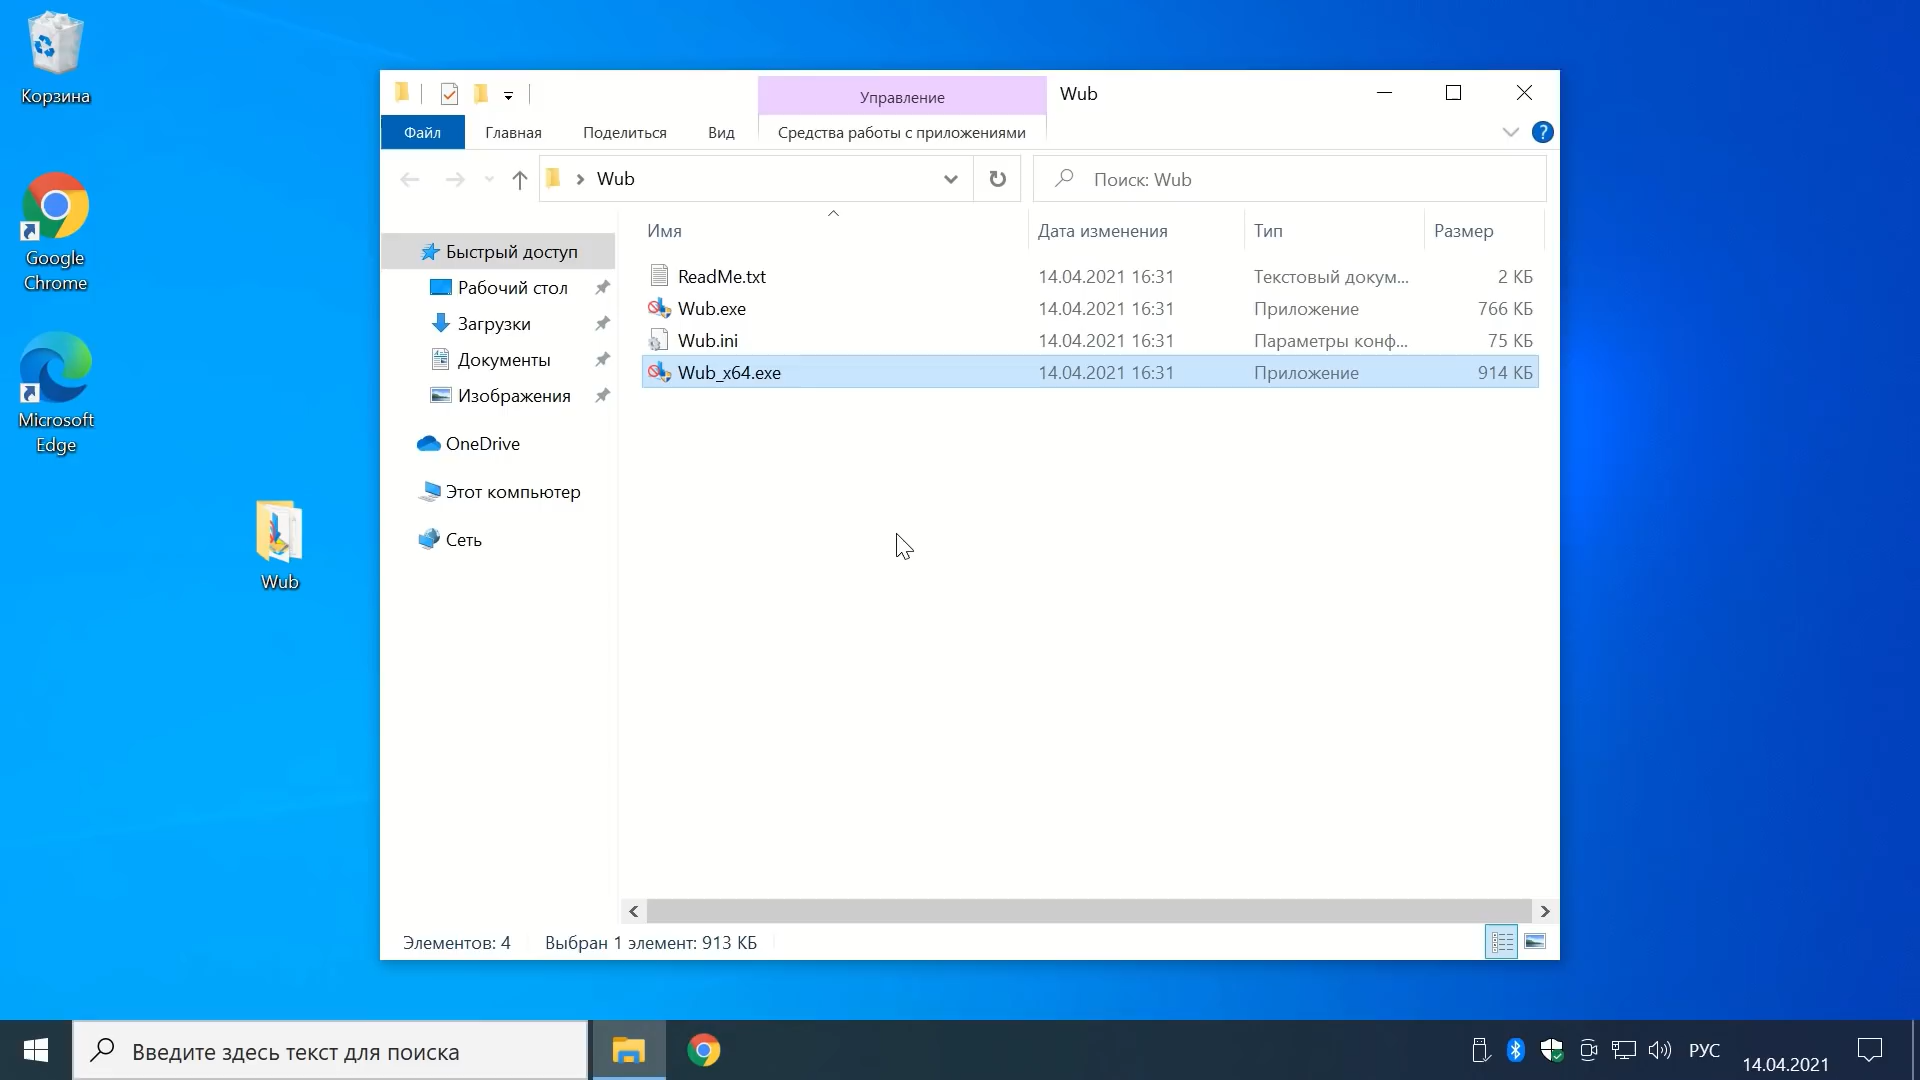 Корзина
Google
Chrome
Microsoft
Edge
Wub
Управление
Wub
Файл
Главная
Поделиться
Вид
Средства работы с приложениями
?
Wub
Поиск: Wub
Быстрый доступ
Рабочий стол
Загрузки
Документы
Изображения
OneDrive
Этот компьютер
Сеть
Имя Дата изменения Тип Размер
ReadMe.txt 14.04.2021 16:31 Текстовый докум... 2 КБ
Wub.exe 14.04.2021 16:31 Приложение 766 КБ
Wub.ini 14.04.2021 16:31 Параметры конф... 75 КБ
Wub_x64.exe 14.04.2021 16:31 Приложение 914 КБ
Элементов: 4 Выбран 1 элемент: 913 КБ
Введите здесь текст для поиска
РУС
14.04.2021